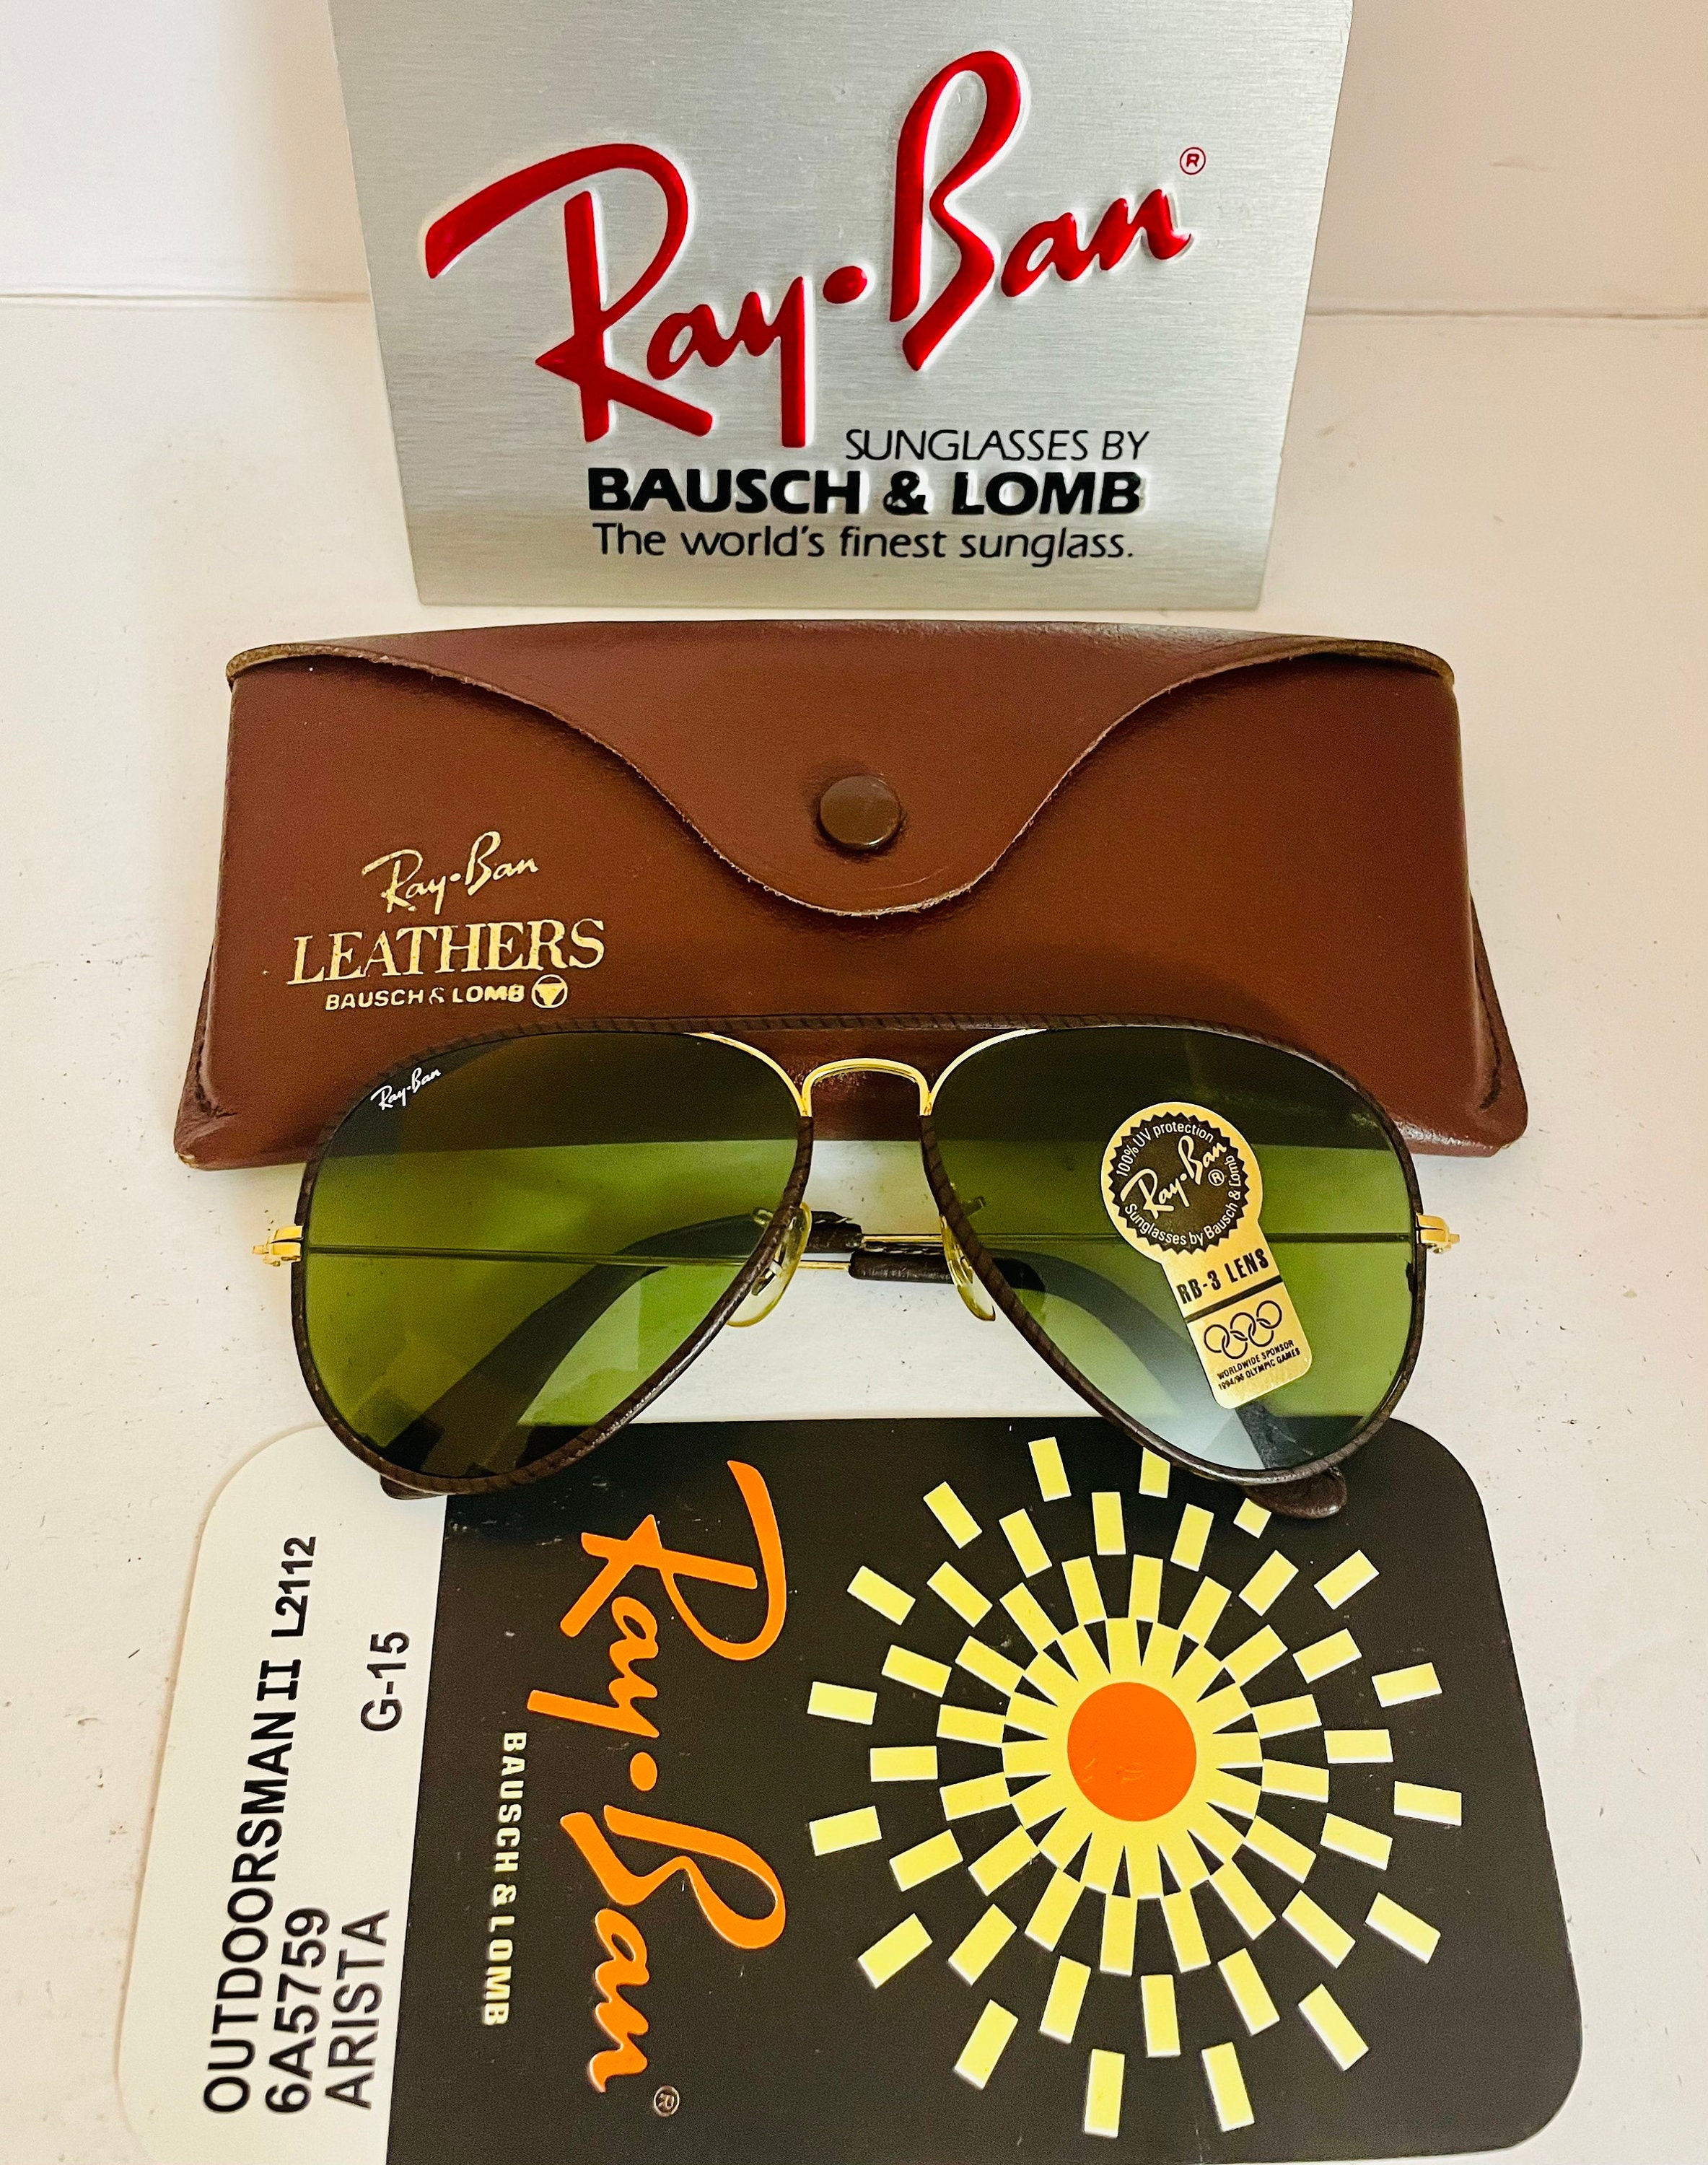 Ray•Ban®
SUNGLASSES BY
BAUSCH & LOMB
The world's finest sunglass.
Ray•Ban
LEATHERS
BAUSCH & LOMB
Ray•Ban
100% UV protection
Ray•Ban®
Sunglasses by Bausch & Lomb
RB-3 LENS
WORLDWIDE SPONSOR
1994/96 OLYMPIC GAMES
OUTDOORSMAN II L2112
6A5759
ARISTA G-15
BAUSCH & LOMB
Ray•Ban®